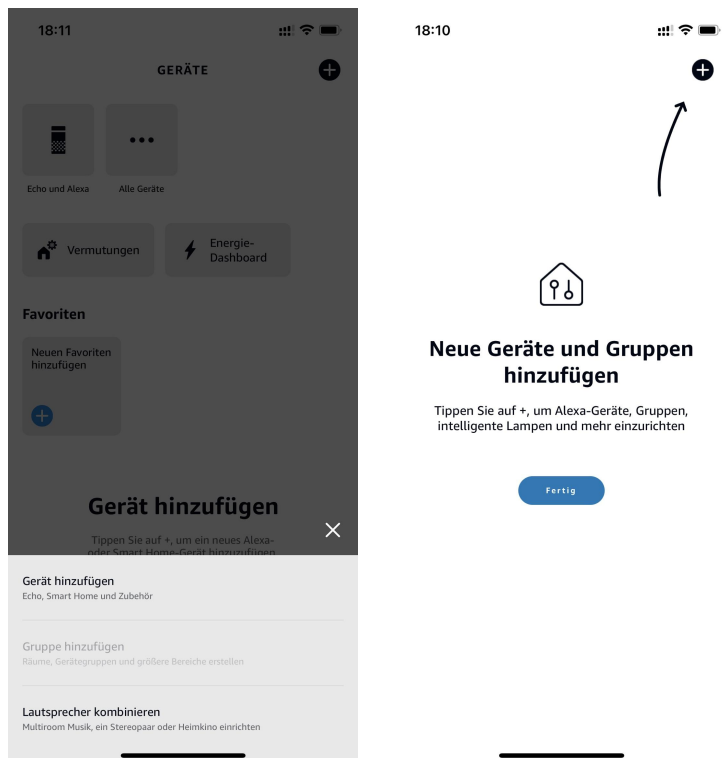 18:11
GERÄTE
Echo und Alexa
Alle Geräte
Vermutungen
Energie-
Dashboard
Favoriten
Neuen Favoriten
hinzufügen
Gerät hinzufügen
Tippen Sie auf +, um ein neues Alexa-
oder Smart Home-Gerät hinzuzufügen
Gerät hinzufügen
Echo, Smart Home und Zubehör
Gruppe hinzufügen
Räume, Gerätegruppen und größere Bereiche erstellen
Lautsprecher kombinieren
Multiroom Musik, ein Stereopaar oder Heimkino einrichten
18:10
Neue Geräte und Gruppen
hinzufügen
Tippen Sie auf +, um Alexa-Geräte, Gruppen,
intelligente Lampen und mehr einzurichten
Fertig